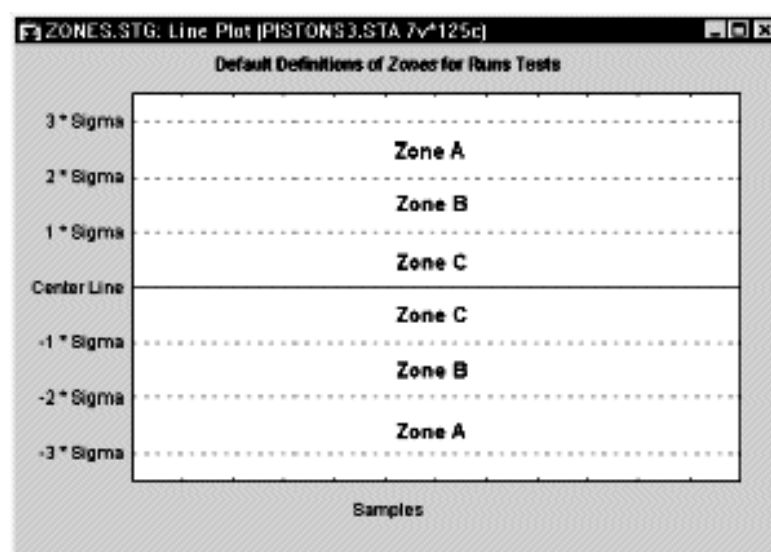 ZONES.STG: Line Plot (PISTONS3.STA 7v*125c)
Default Definitions of Zones for Runs Tests
3 * Sigma
Zone A
2 * Sigma
Zone B
1 * Sigma
Zone C
Center Line
Zone C
-1 * Sigma
Zone B
-2 * Sigma
Zone A
-3 * Sigma
Samples